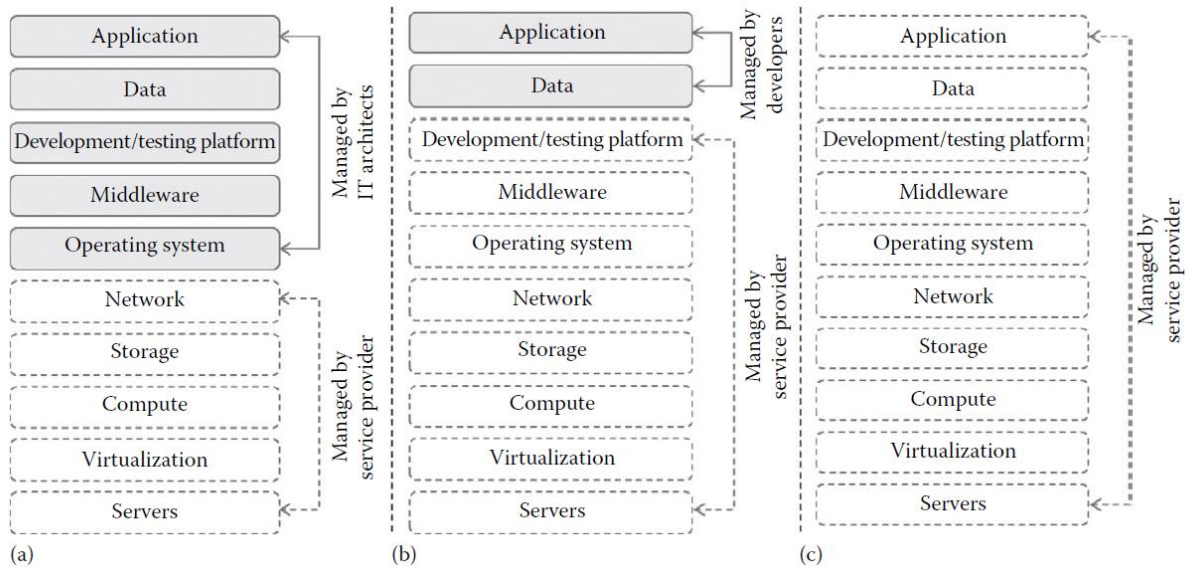 Application
Data
Development/testing platform
Middleware
Operating system
Network
Storage
Compute
Virtualization
Servers
Managed by
IT architects
Managed by
service provider
(a)
Application
Data
Development/testing platform
Middleware
Operating system
Network
Storage
Compute
Virtualization
Servers
Managed by
developers
Managed by
service provider
(b)
Application
Data
Development/testing platform
Middleware
Operating system
Network
Storage
Compute
Virtualization
Servers
Managed by
service provider
(c)